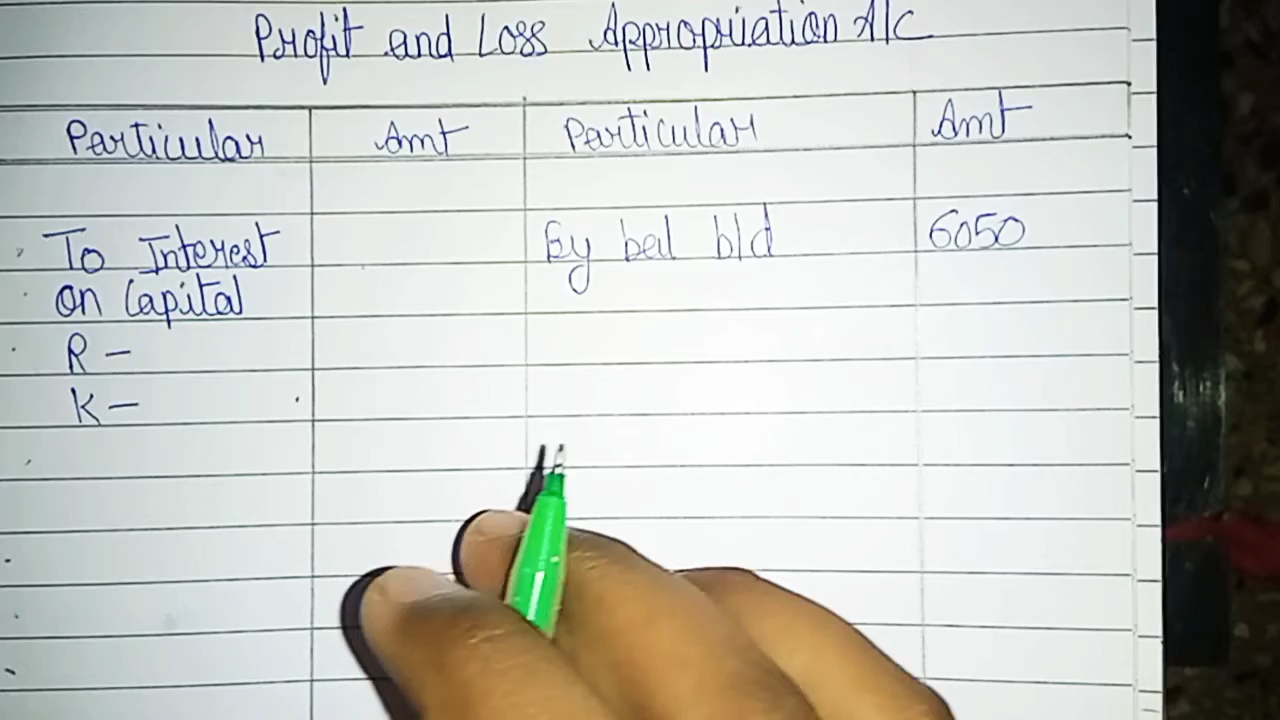 Profit and Loss Appropriation A/C
Particular Amt Particular Amt
To Interest By bal b/d 6050
on Capital
R –
K –